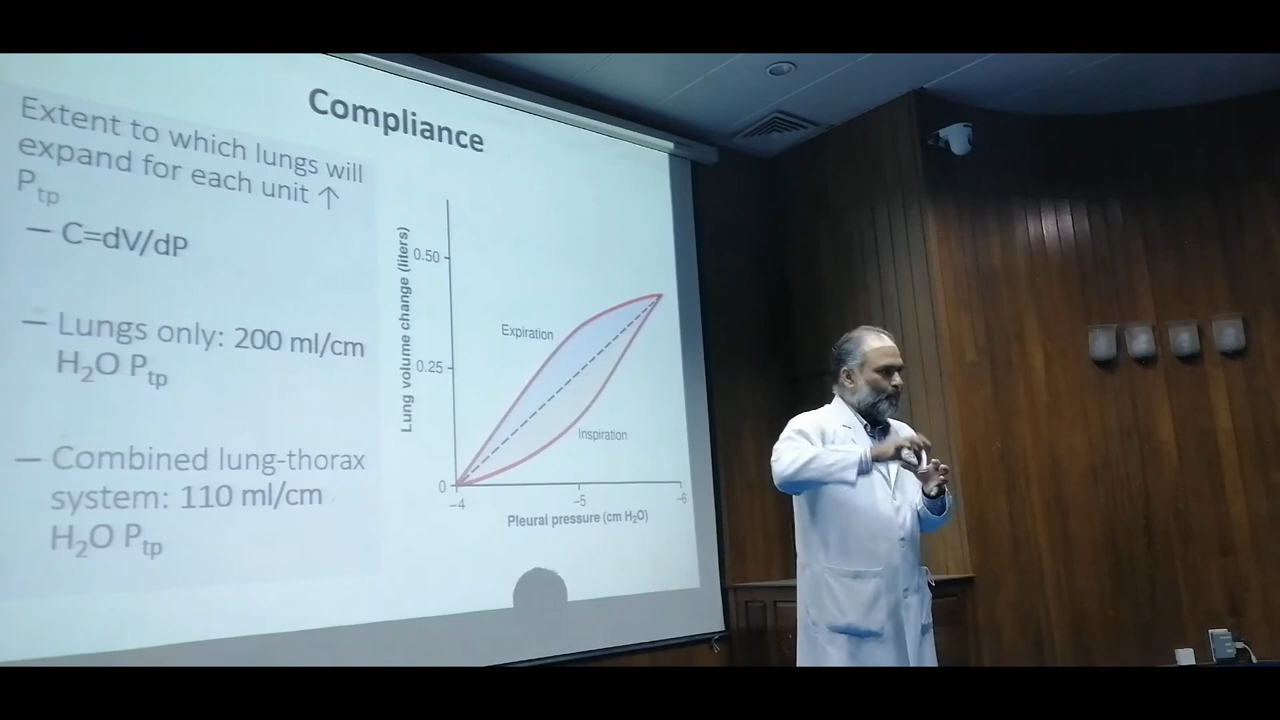 Compliance
Extent to which lungs will
expand for each unit ↑
Ptp
– C=dV/dP
– Lungs only: 200 ml/cm
H₂O Ptp
– Combined lung-thorax
system: 110 ml/cm
H₂O Ptp
Lung volume change (liters)
0.50
0.25
0
Expiration
Inspiration
–4
–5
–6
Pleural pressure (cm H₂O)